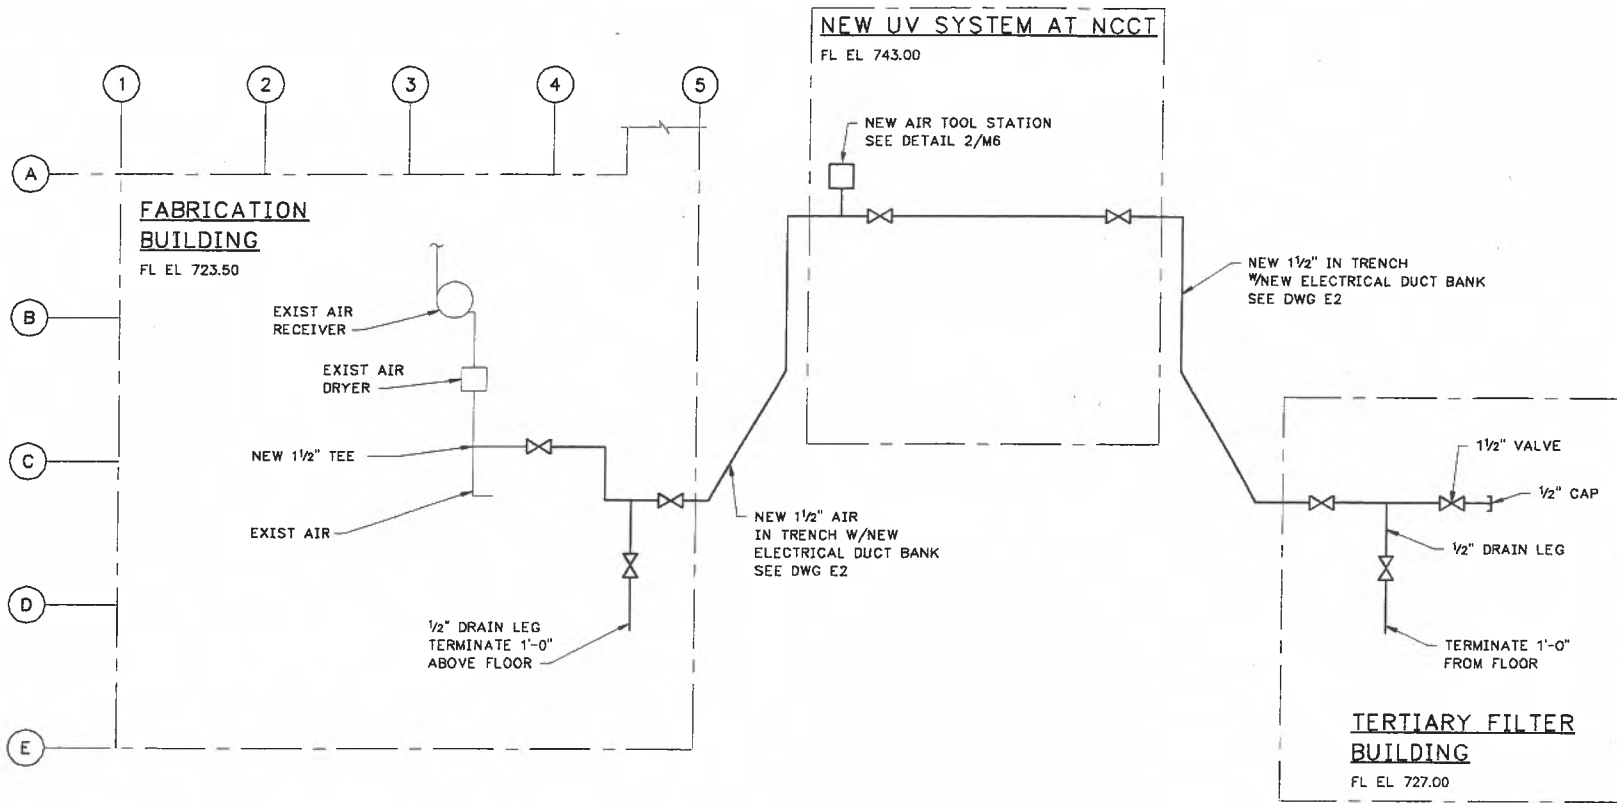 NEW UV SYSTEM AT NCCT
FL EL 743.00
1
2
3
4
5
A
B
C
D
E
FABRICATION
BUILDING
FL EL 723.50
NEW AIR TOOL STATION
SEE DETAIL 2/M6
EXIST AIR
RECEIVER
EXIST AIR
DRYER
NEW 1½" TEE
EXIST AIR
½" DRAIN LEG
TERMINATE 1'-0"
ABOVE FLOOR
NEW 1½" AIR
IN TRENCH W/NEW
ELECTRICAL DUCT BANK
SEE DWG E2
NEW 1½" IN TRENCH
W/NEW ELECTRICAL DUCT BANK
SEE DWG E2
1½" VALVE
½" CAP
½" DRAIN LEG
TERMINATE 1'-0"
FROM FLOOR
TERTIARY FILTER
BUILDING
FL EL 727.00